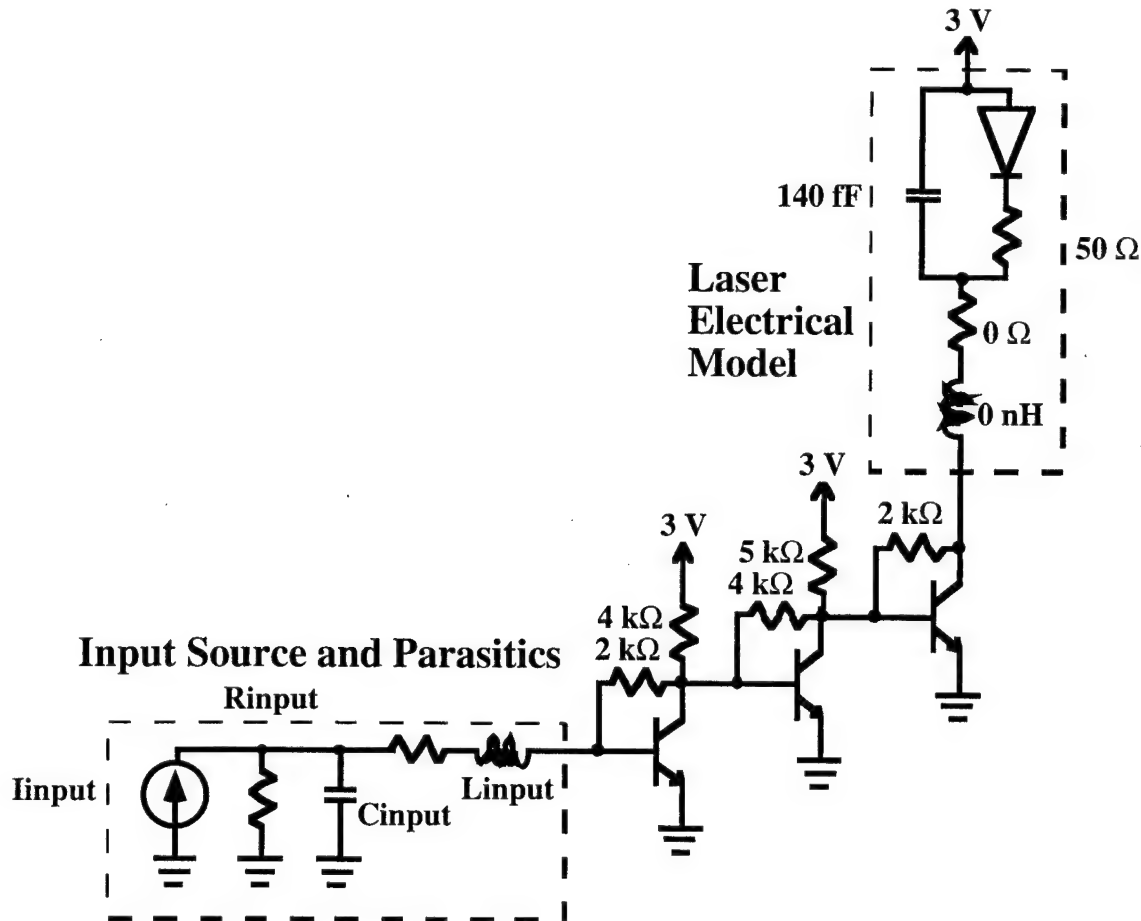 3 V
140 fF
50 Ω
Laser
Electrical
Model
0 Ω
0 nH
3 V
2 kΩ
3 V
5 kΩ
4 kΩ
4 kΩ
2 kΩ
Input Source and Parasitics
Rinput
Iinput
Cinput
Linput